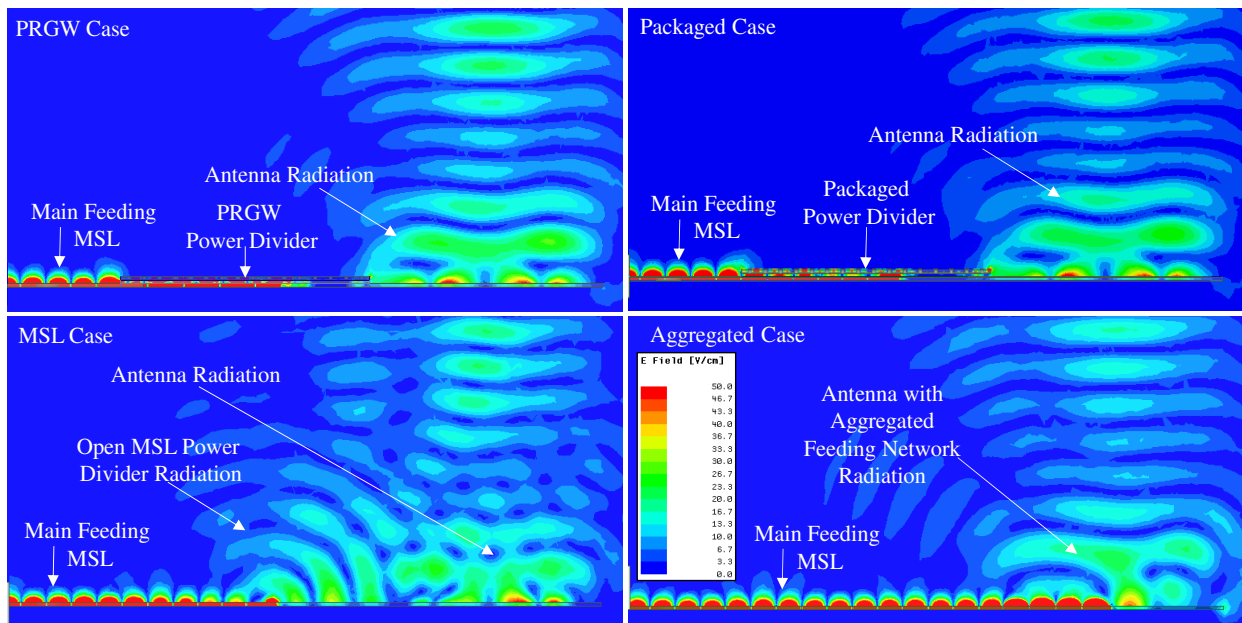 PRGW Case
Antenna Radiation
PRGW
Power Divider
Main Feeding
MSL
Packaged Case
Antenna Radiation
Packaged
Power Divider
Main Feeding
MSL
MSL Case
Antenna Radiation
Open MSL Power
Divider Radiation
Main Feeding
MSL
Aggregated Case
E Field [V/cm]
50.0
46.7
43.3
40.0
36.7
33.3
30.0
26.7
23.3
20.0
16.7
13.3
10.0
6.7
3.3
0.0
Antenna with
Aggregated
Feeding Network
Radiation
Main Feeding
MSL